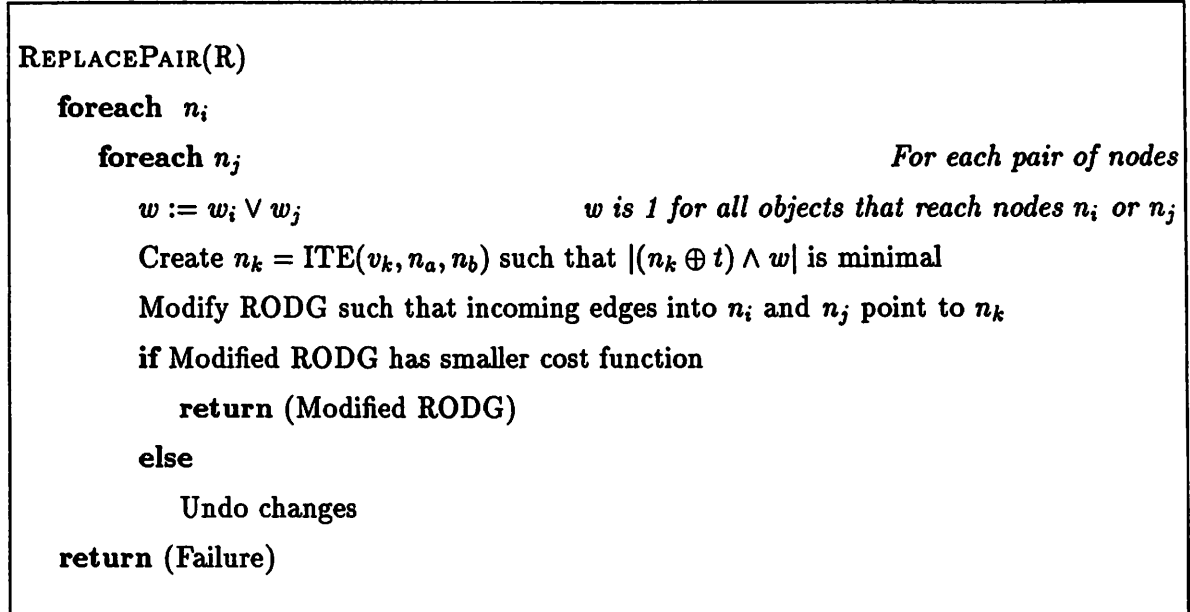 REPLACEPAIR(R)
foreach n_i
foreach n_j For each pair of nodes
w := w_i ∨ w_j w is 1 for all objects that reach nodes n_i or n_j
Create n_k = ITE(v_k, n_a, n_b) such that |(n_k ⊕ t) ∧ w| is minimal
Modify RODG such that incoming edges into n_i and n_j point to n_k
if Modified RODG has smaller cost function
return (Modified RODG)
else
Undo changes
return (Failure)